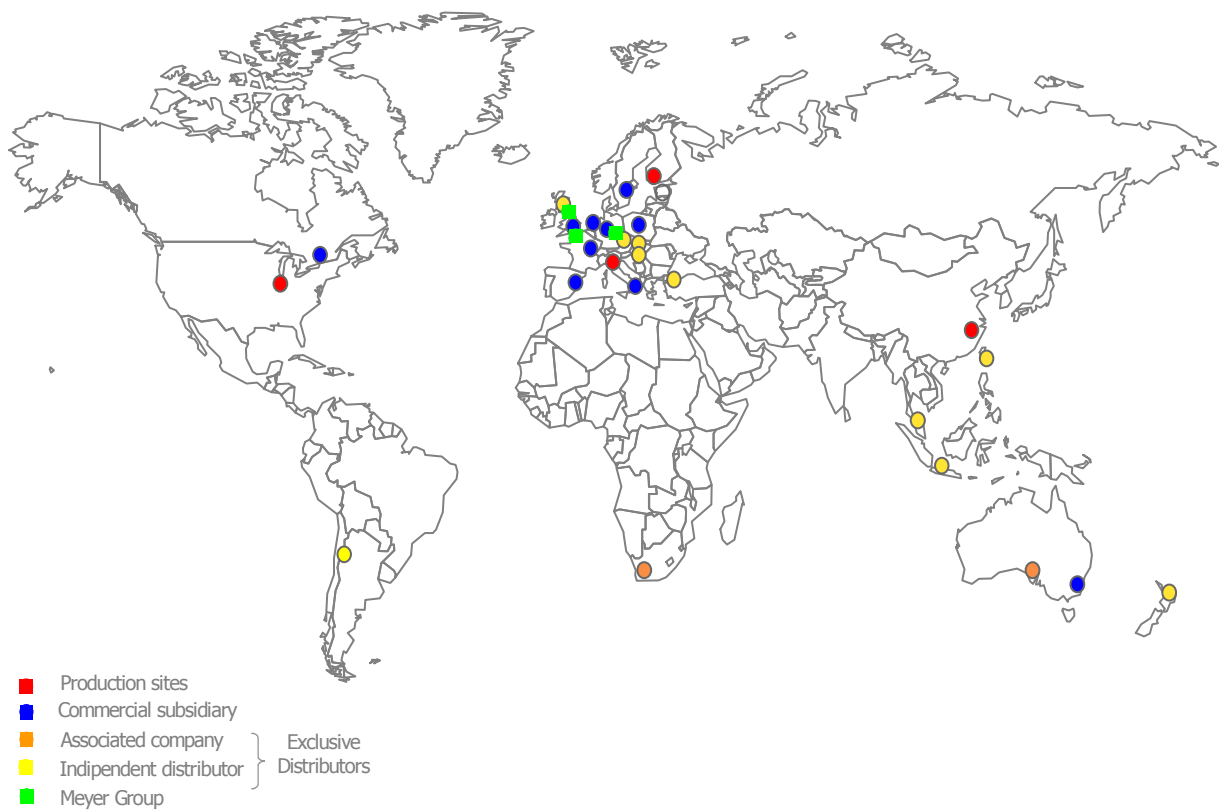 Production sites
Commercial subsidiary
Associated company
Indipendent distributor
Exclusive
Distributors
Meyer Group